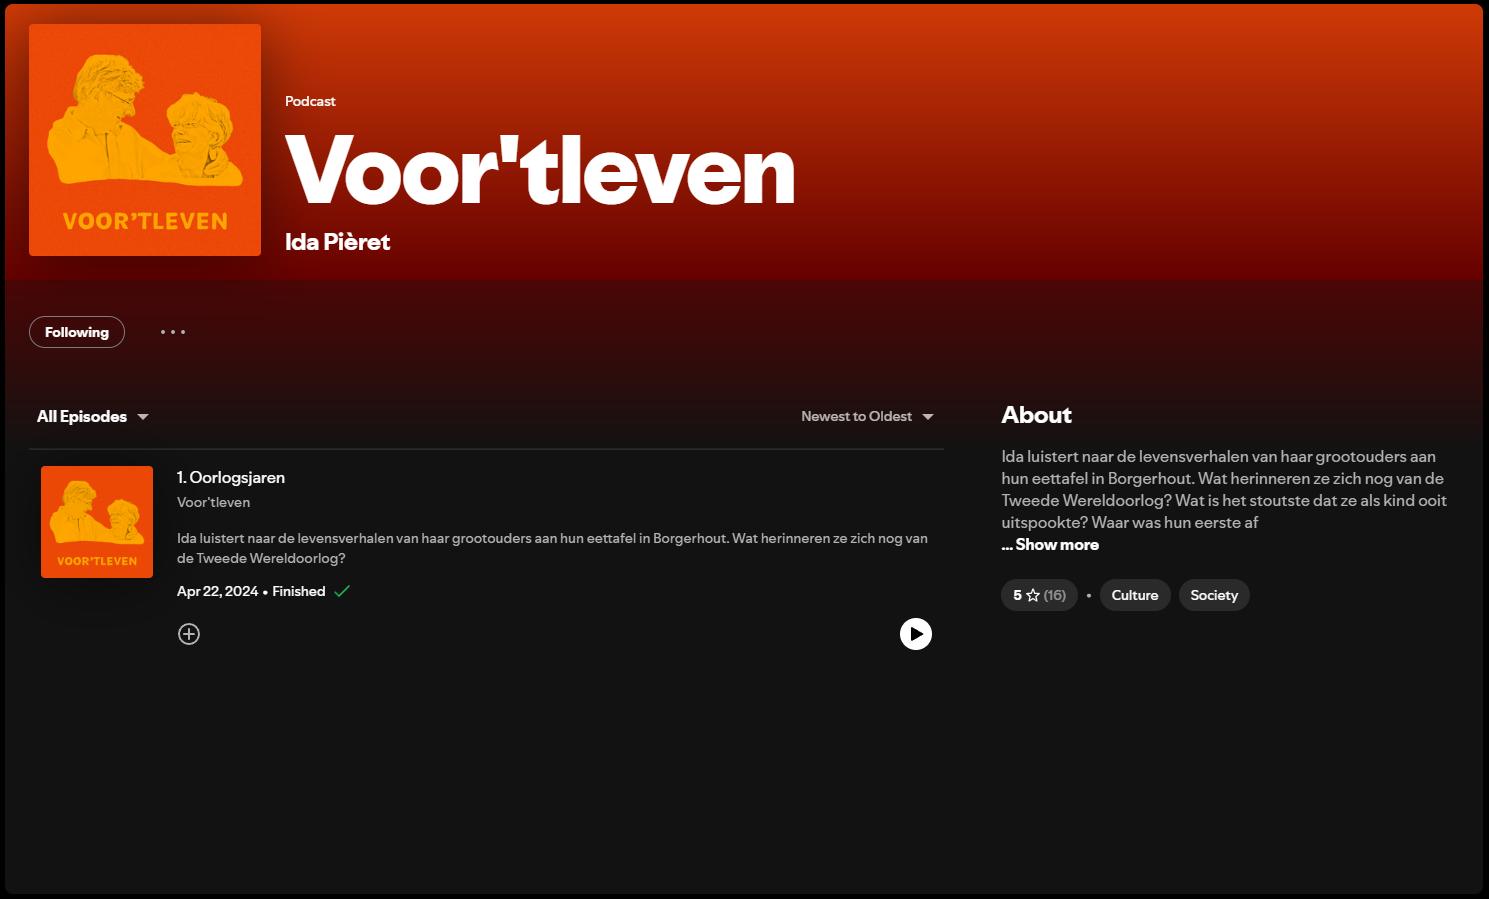 VOOR’TLEVEN
Podcast
Voor'tleven
Ida Pièret
Following
All Episodes
Newest to Oldest
VOOR’TLEVEN
1. Oorlogsjaren
Voor'tleven
Ida luistert naar de levensverhalen van haar grootouders aan hun eettafel in Borgerhout. Wat herinneren ze zich nog van
de Tweede Wereldoorlog?
Apr 22, 2024 • Finished
About
Ida luistert naar de levensverhalen van haar grootouders aan
hun eettafel in Borgerhout. Wat herinneren ze zich nog van de
Tweede Wereldoorlog? Wat is het stoutste dat ze als kind ooit
uitspookte? Waar was hun eerste af
... Show more
5 ☆ (16) • Culture Society